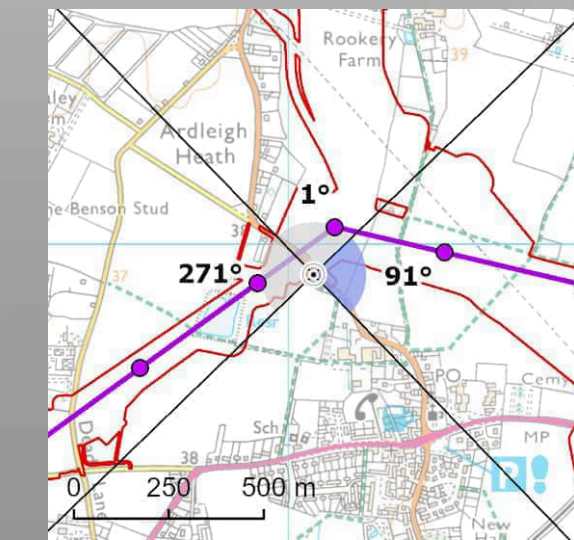 Rookery
Farm
39
Ardleigh
Heath
1°
Benson Stud
38
271°
91°
37
Resr
PO
Cemy
Sch
MP
38
P
0 250 500 m
New